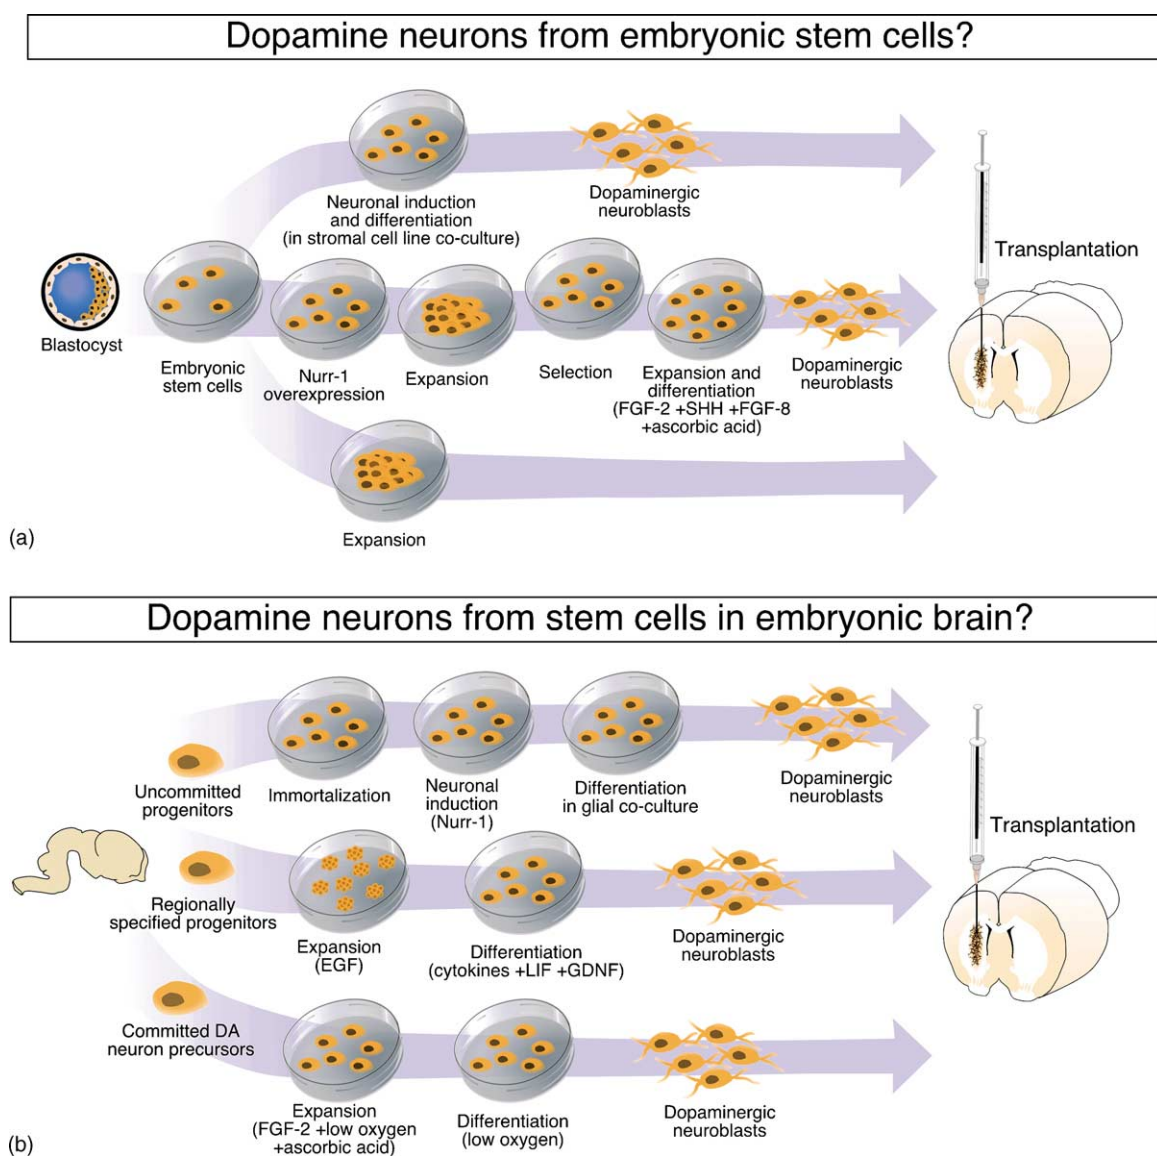 Dopamine neurons from embryonic stem cells?
Neuronal induction
and differentiation
(in stromal cell line co-culture)
Dopaminergic
neuroblasts
Transplantation
Blastocyst
Embryonic
stem cells
Nurr-1
overexpression
Expansion
Selection
Expansion and
differentiation
(FGF-2 +SHH +FGF-8
+ascorbic acid)
Dopaminergic
neuroblasts
Expansion
(a)
Dopamine neurons from stem cells in embryonic brain?
Uncommitted
progenitors
Immortalization
Neuronal
induction
(Nurr-1)
Differentiation
in glial co-culture
Dopaminergic
neuroblasts
Transplantation
Regionally
specified progenitors
Expansion
(EGF)
Differentiation
(cytokines +LIF +GDNF)
Dopaminergic
neuroblasts
Committed DA
neuron precursors
Expansion
(FGF-2 +low oxygen
+ascorbic acid)
Differentiation
(low oxygen)
Dopaminergic
neuroblasts
(b)